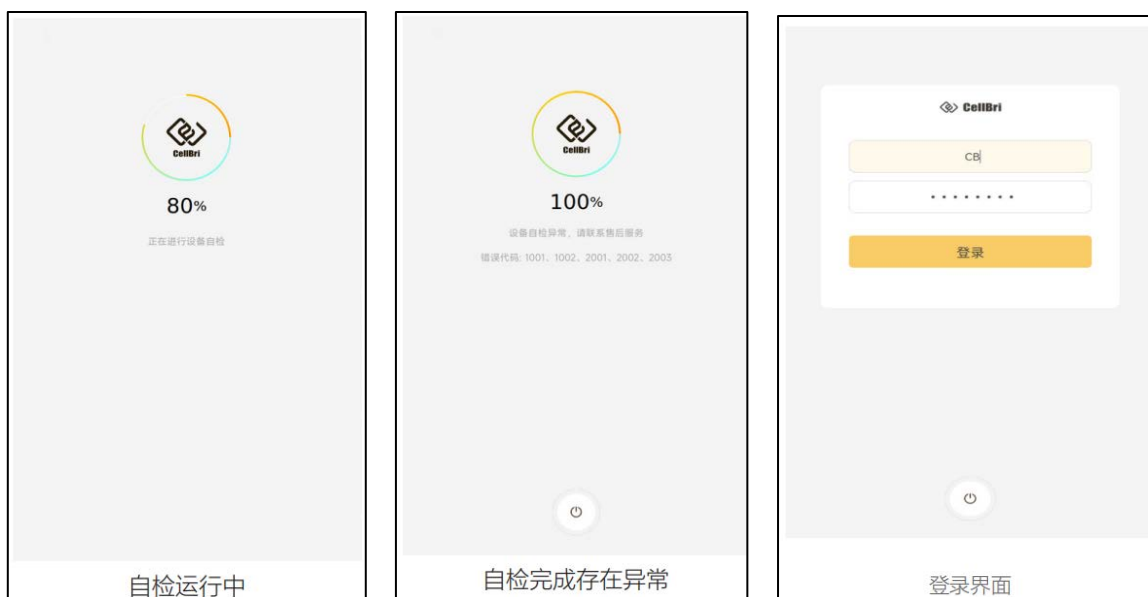 CellBri
80%
正在进行设备自检
自检运行中
CellBri
100%
设备自检异常，请联系售后服务
错误代码: 1001、1002、2001、2002、2003
自检完成存在异常
CellBri
CB
登录
登录界面